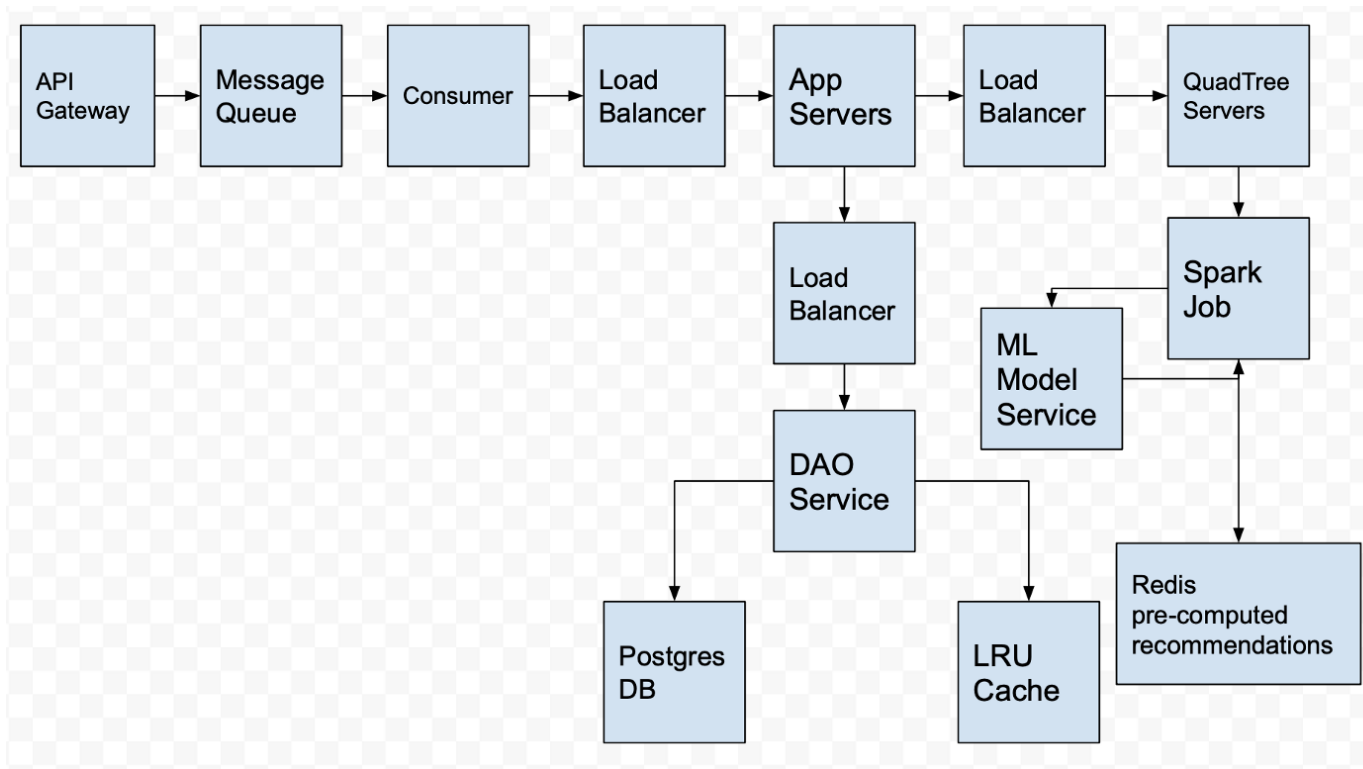 API
Gateway
Message
Queue
Consumer
Load
Balancer
App
Servers
Load
Balancer
QuadTree
Servers
Load
Balancer
Spark
Job
ML
Model
Service
DAO
Service
Redis
pre-computed
recommendations
Postgres
DB
LRU
Cache